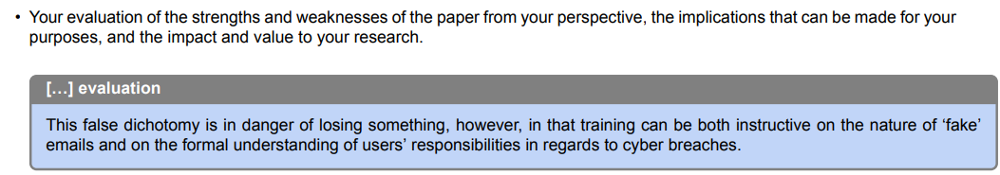 • Your evaluation of the strengths and weaknesses of the paper from your perspective, the implications that can be made for your
purposes, and the impact and value to your research.
[...] evaluation
This false dichotomy is in danger of losing something, however, in that training can be both instructive on the nature of ‘fake’
emails and on the formal understanding of users’ responsibilities in regards to cyber breaches.